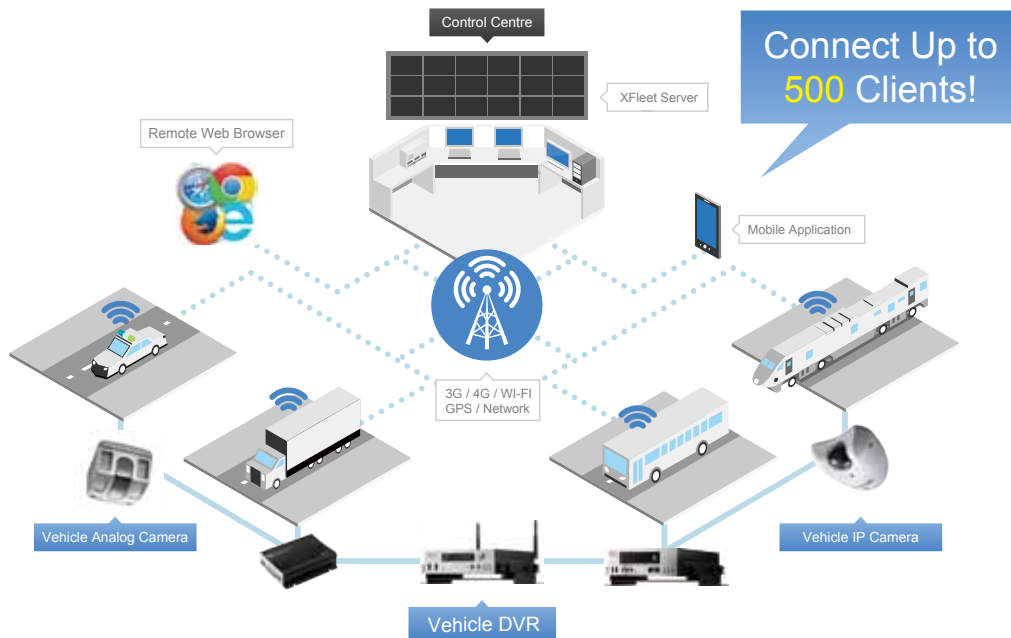 Control Centre
Connect Up to
500 Clients!
XFleet Server
Remote Web Browser
Mobile Application
3G / 4G / WI-FI
GPS / Network
Vehicle Analog Camera
Vehicle IP Camera
Vehicle DVR